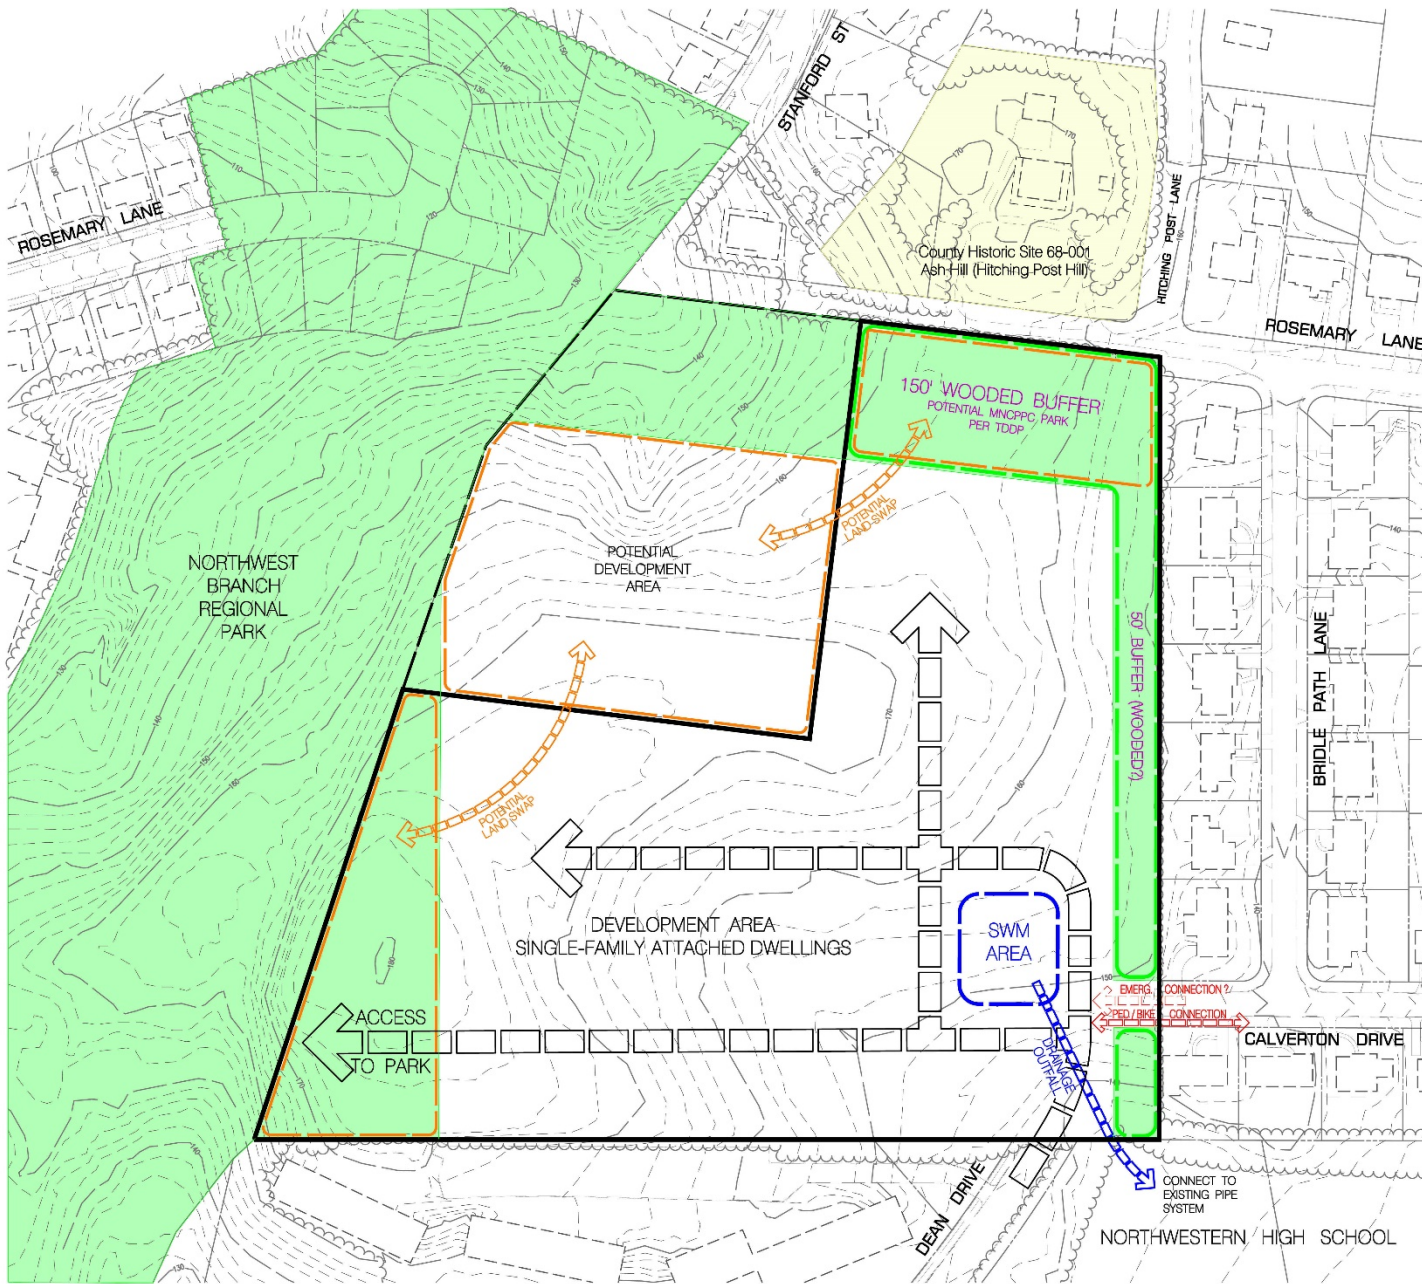 STANFORD ST
ROSEMARY LANE
County Historic Site 68-001
Ash Hill (Hitching Post Hill)
HITCHING POST LANE
ROSEMARY LANE
150' WOODED BUFFER
POTENTIAL MNCPPC PARK
PER TDDP
POTENTIAL
LAND-SWAP
NORTHWEST
BRANCH
REGIONAL
PARK
POTENTIAL
DEVELOPMENT
AREA
50' BUFFER (WOODED?)
BRIDLE PATH LANE
POTENTIAL
LAND-SWAP
DEVELOPMENT AREA
SINGLE-FAMILY ATTACHED DWELLINGS
SWM
AREA
EMERG. CONNECTION ?
PED / BIKE CONNECTION
CALVERTON DRIVE
ACCESS
TO PARK
DRAINAGE
OUTFALL
DEAN DRIVE
CONNECT TO
EXISTING PIPE
SYSTEM
NORTHWESTERN HIGH SCHOOL